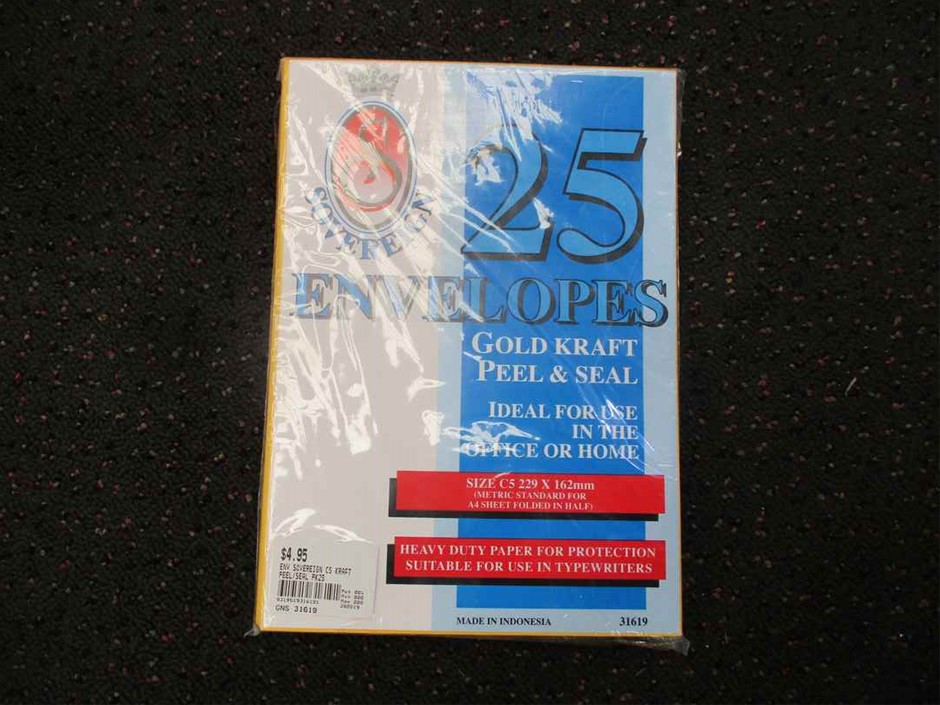 SOVEREIGN
25
ENVELOPES
GOLD KRAFT
PEEL & SEAL
IDEAL FOR USE
IN THE
OFFICE OR HOME
SIZE C5 229 X 162mm
(METRIC STANDARD FOR
A4 SHEET FOLDED IN HALF)
HEAVY DUTY PAPER FOR PROTECTION
SUITABLE FOR USE IN TYPEWRITERS
$4.95
ENV SOVEREIGN C5 KRAFT
PEEL/SEAL PK25
GNS 31619
MADE IN INDONESIA
31619